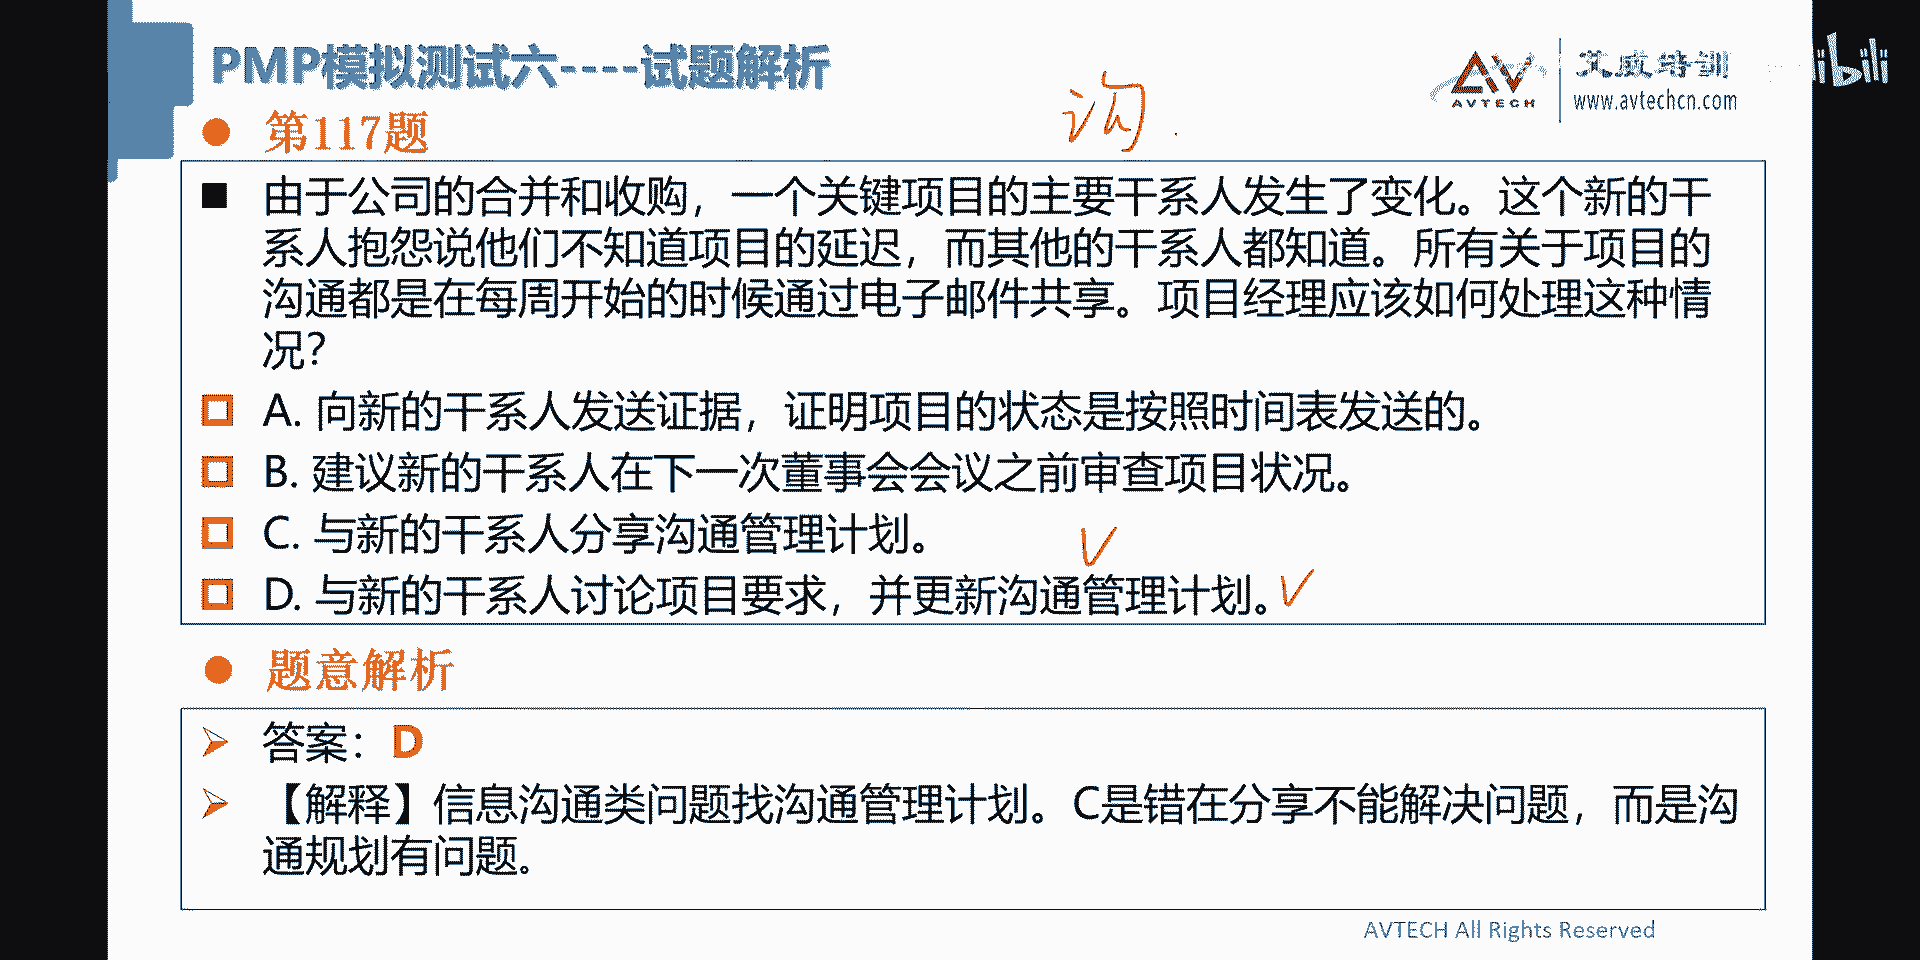 PMP模拟测试六----试题解析
AVTECH
艾威培训
www.avtechcn.com
libili
沟
第117题
由于公司的合并和收购，一个关键项目的主要干系人发生了变化。这个新的干
系人抱怨说他们不知道项目的延迟，而其他的干系人都知道。所有关于项目的
沟通都是在每周开始的时候通过电子邮件共享。项目经理应该如何处理这种情
况？
A. 向新的干系人发送证据，证明项目的状态是按照时间表发送的。
B. 建议新的干系人在下一次董事会会议之前审查项目状况。
C. 与新的干系人分享沟通管理计划。
D. 与新的干系人讨论项目要求，并更新沟通管理计划。
题意解析
答案：D
【解释】信息沟通类问题找沟通管理计划。C是错在分享不能解决问题，而是沟
通规划有问题。
AVTECH All Rights Reserved